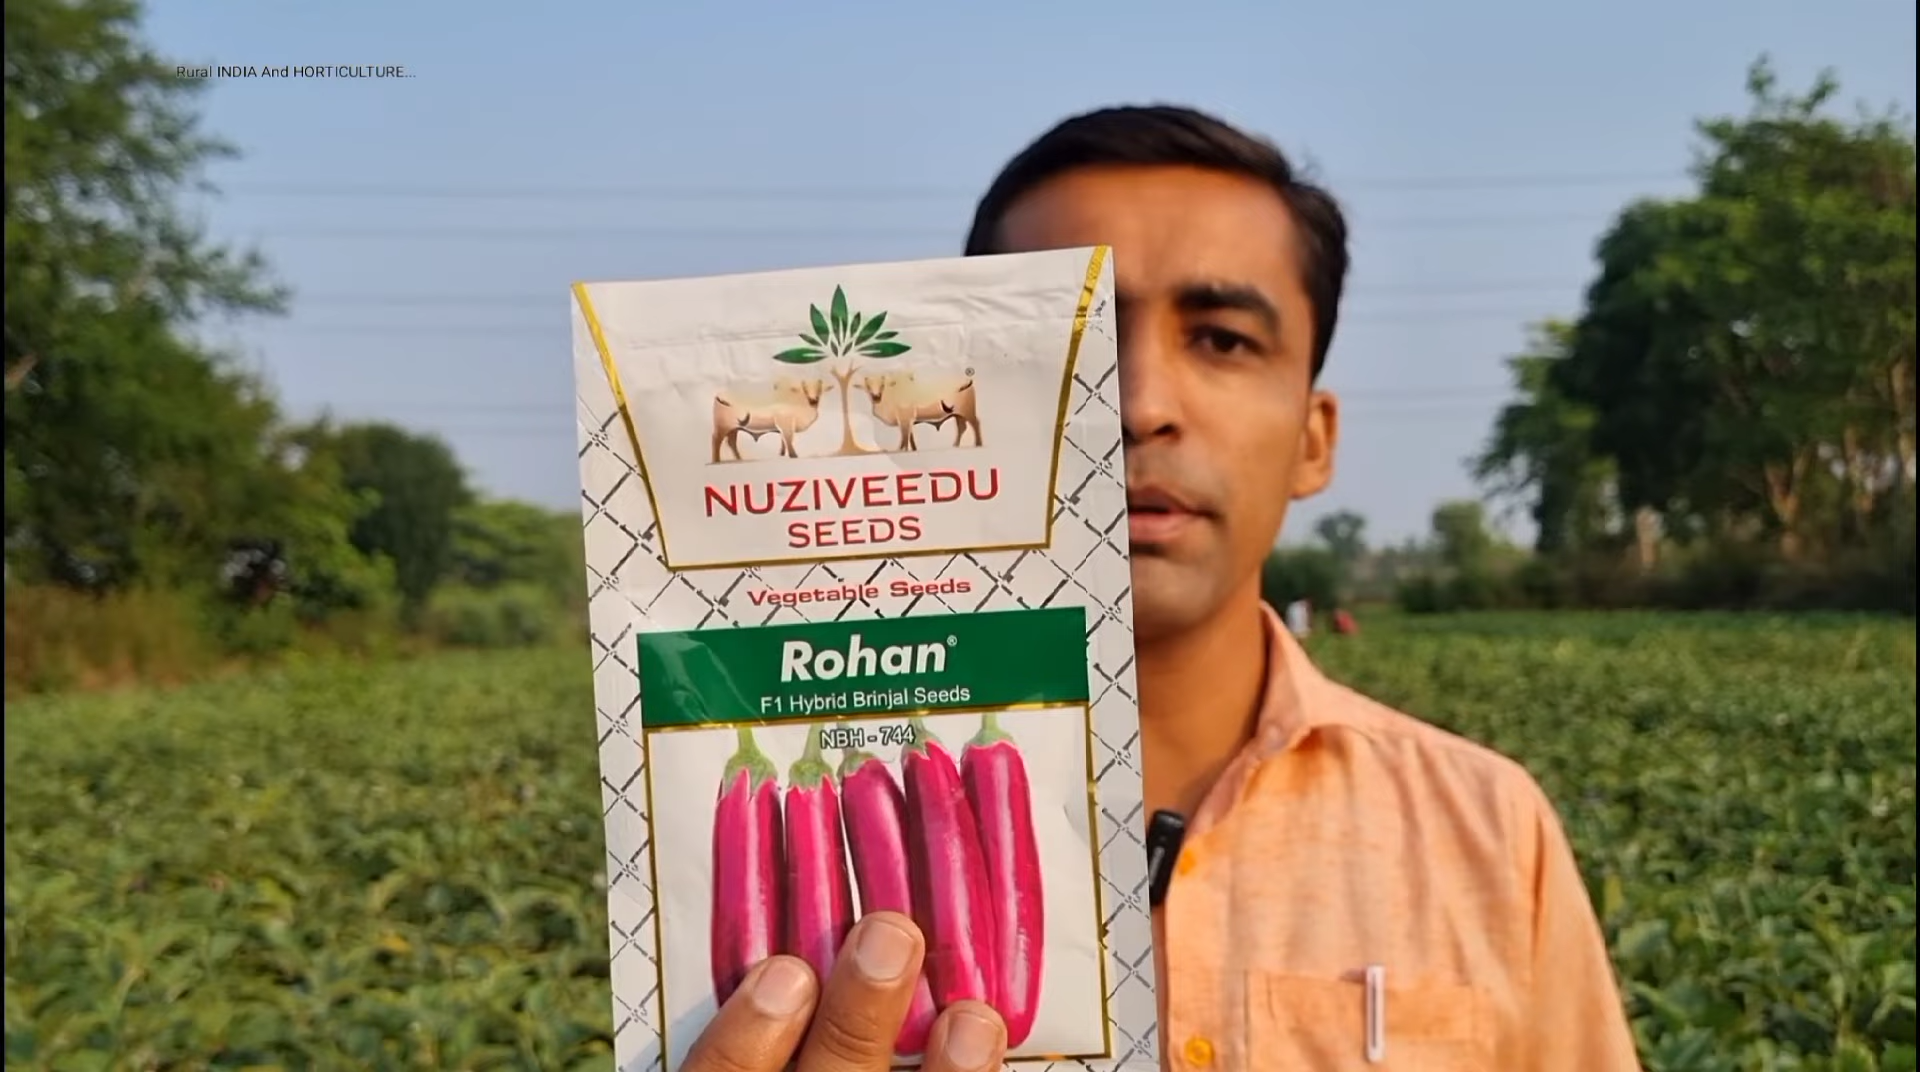 Rural INDIA And HORTICULTURE...
NUZIVEEDU
SEEDS
Vegetable Seeds
Rohan®
F1 Hybrid Brinjal Seeds
NBH - 744